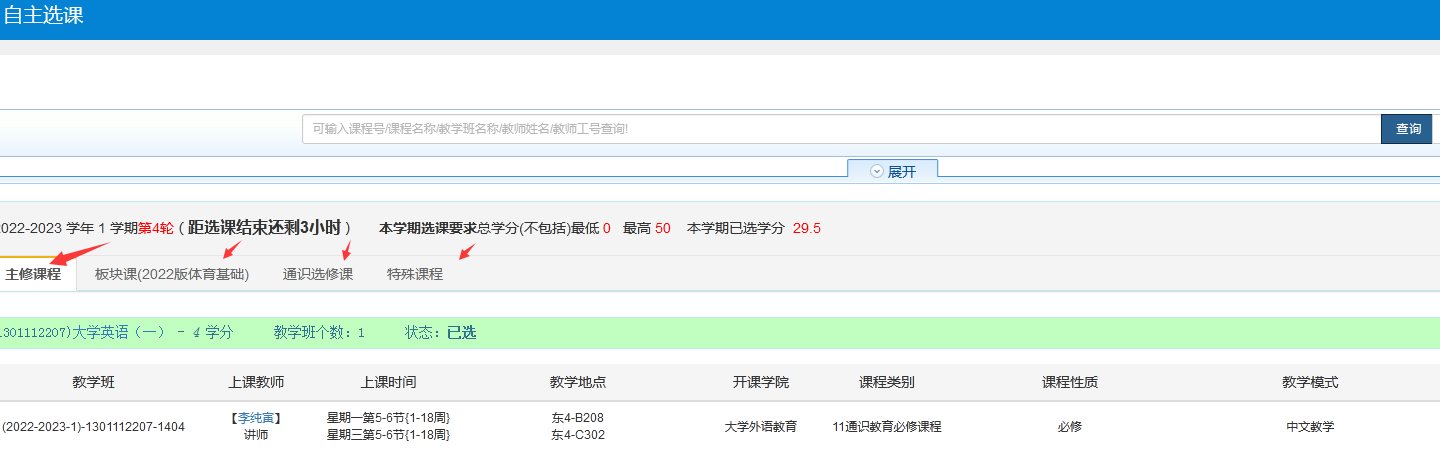 自主选课
可输入课程号/课程名称/教学班名称/教师姓名/教师工号查询! 查询
展开
2022-2023 学年 1 学期第4轮 ( 距选课结束还剩3小时 ) 本学期选课要求总学分(不包括)最低 0 最高 50 本学期已选学分 29.5
主修课程 板块课(2022版体育基础) 通识选修课 特殊课程
1301112207)大学英语（一） - 4 学分 教学班个数：1 状态：已选
教学班 上课教师 上课时间 教学地点 开课学院 课程类别 课程性质 教学模式
(2022-2023-1)-1301112207-1404 【李纯寅】 讲师 星期一第5-6节{1-18周} 星期三第5-6节{1-18周} 东4-B208 东4-C302 大学外语教育 11通识教育必修课程 必修 中文教学